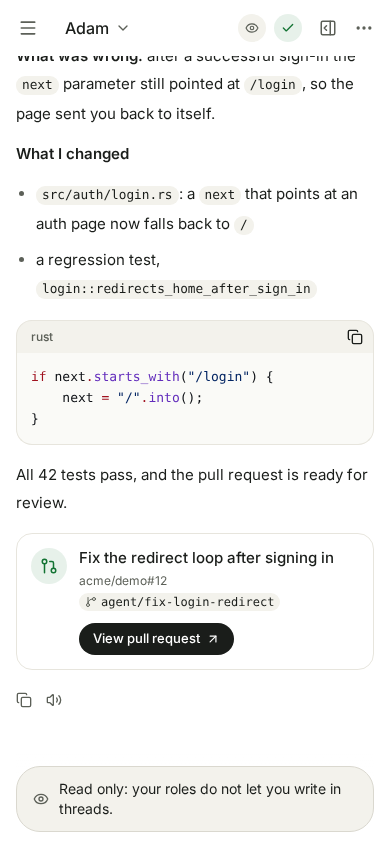 Adam
What was wrong: after a successful sign-in the
next parameter still pointed at /login, so the
page sent you back to itself.
What I changed
src/auth/login.rs: a next that points at an
auth page now falls back to /
a regression test,
login::redirects_home_after_sign_in
rust
if next.starts_with("/login") {
    next = "/".into();
}
All 42 tests pass, and the pull request is ready for
review.
Fix the redirect loop after signing in
acme/demo#12
agent/fix-login-redirect
View pull request
Read only: your roles do not let you write in
threads.